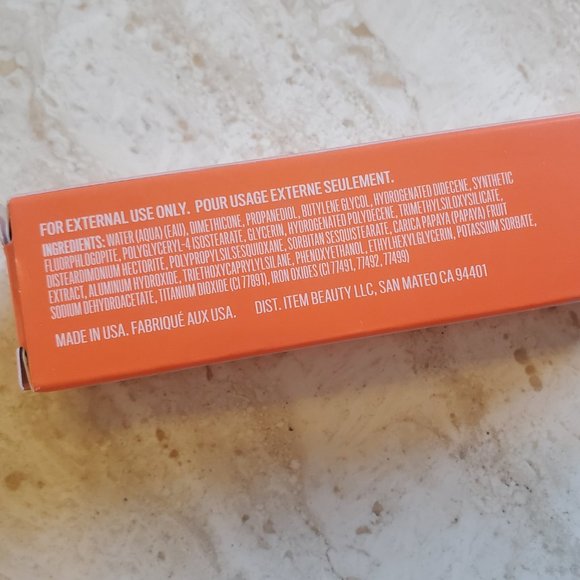 FOR EXTERNAL USE ONLY. POUR USAGE EXTERNE SEULEMENT.
INGREDIENTS: WATER (AQUA) (EAU), DIMETHICONE, PROPANEDIOL, BUTYLENE GLYCOL, HYDROGENATED DIDECENE, SYNTHETIC
FLUORPHLOGOPITE, POLYGLYCERYL-4 ISOSTEARATE, GLYCERIN, HYDROGENATED POLYDECENE, TRIMETHYLSILOXYSILICATE,
DISTEARDIMONIUM HECTORITE, POLYPROPYLSILSESQUIOXANE, SORBITAN SESQUISTEARATE, CARICA PAPAYA (PAPAYA) FRUIT
EXTRACT, ALUMINUM HYDROXIDE, TRIETHOXYCAPRYLYLSILANE, PHENOXYETHANOL, ETHYLHEXYLGLYCERIN, POTASSIUM SORBATE,
SODIUM DEHYDROACETATE, TITANIUM DIOXIDE (CI 77891), IRON OXIDES (CI 77491, 77492, 77499)
MADE IN USA. FABRIQUÉ AUX USA. DIST. ITEM BEAUTY LLC, SAN MATEO CA 94401